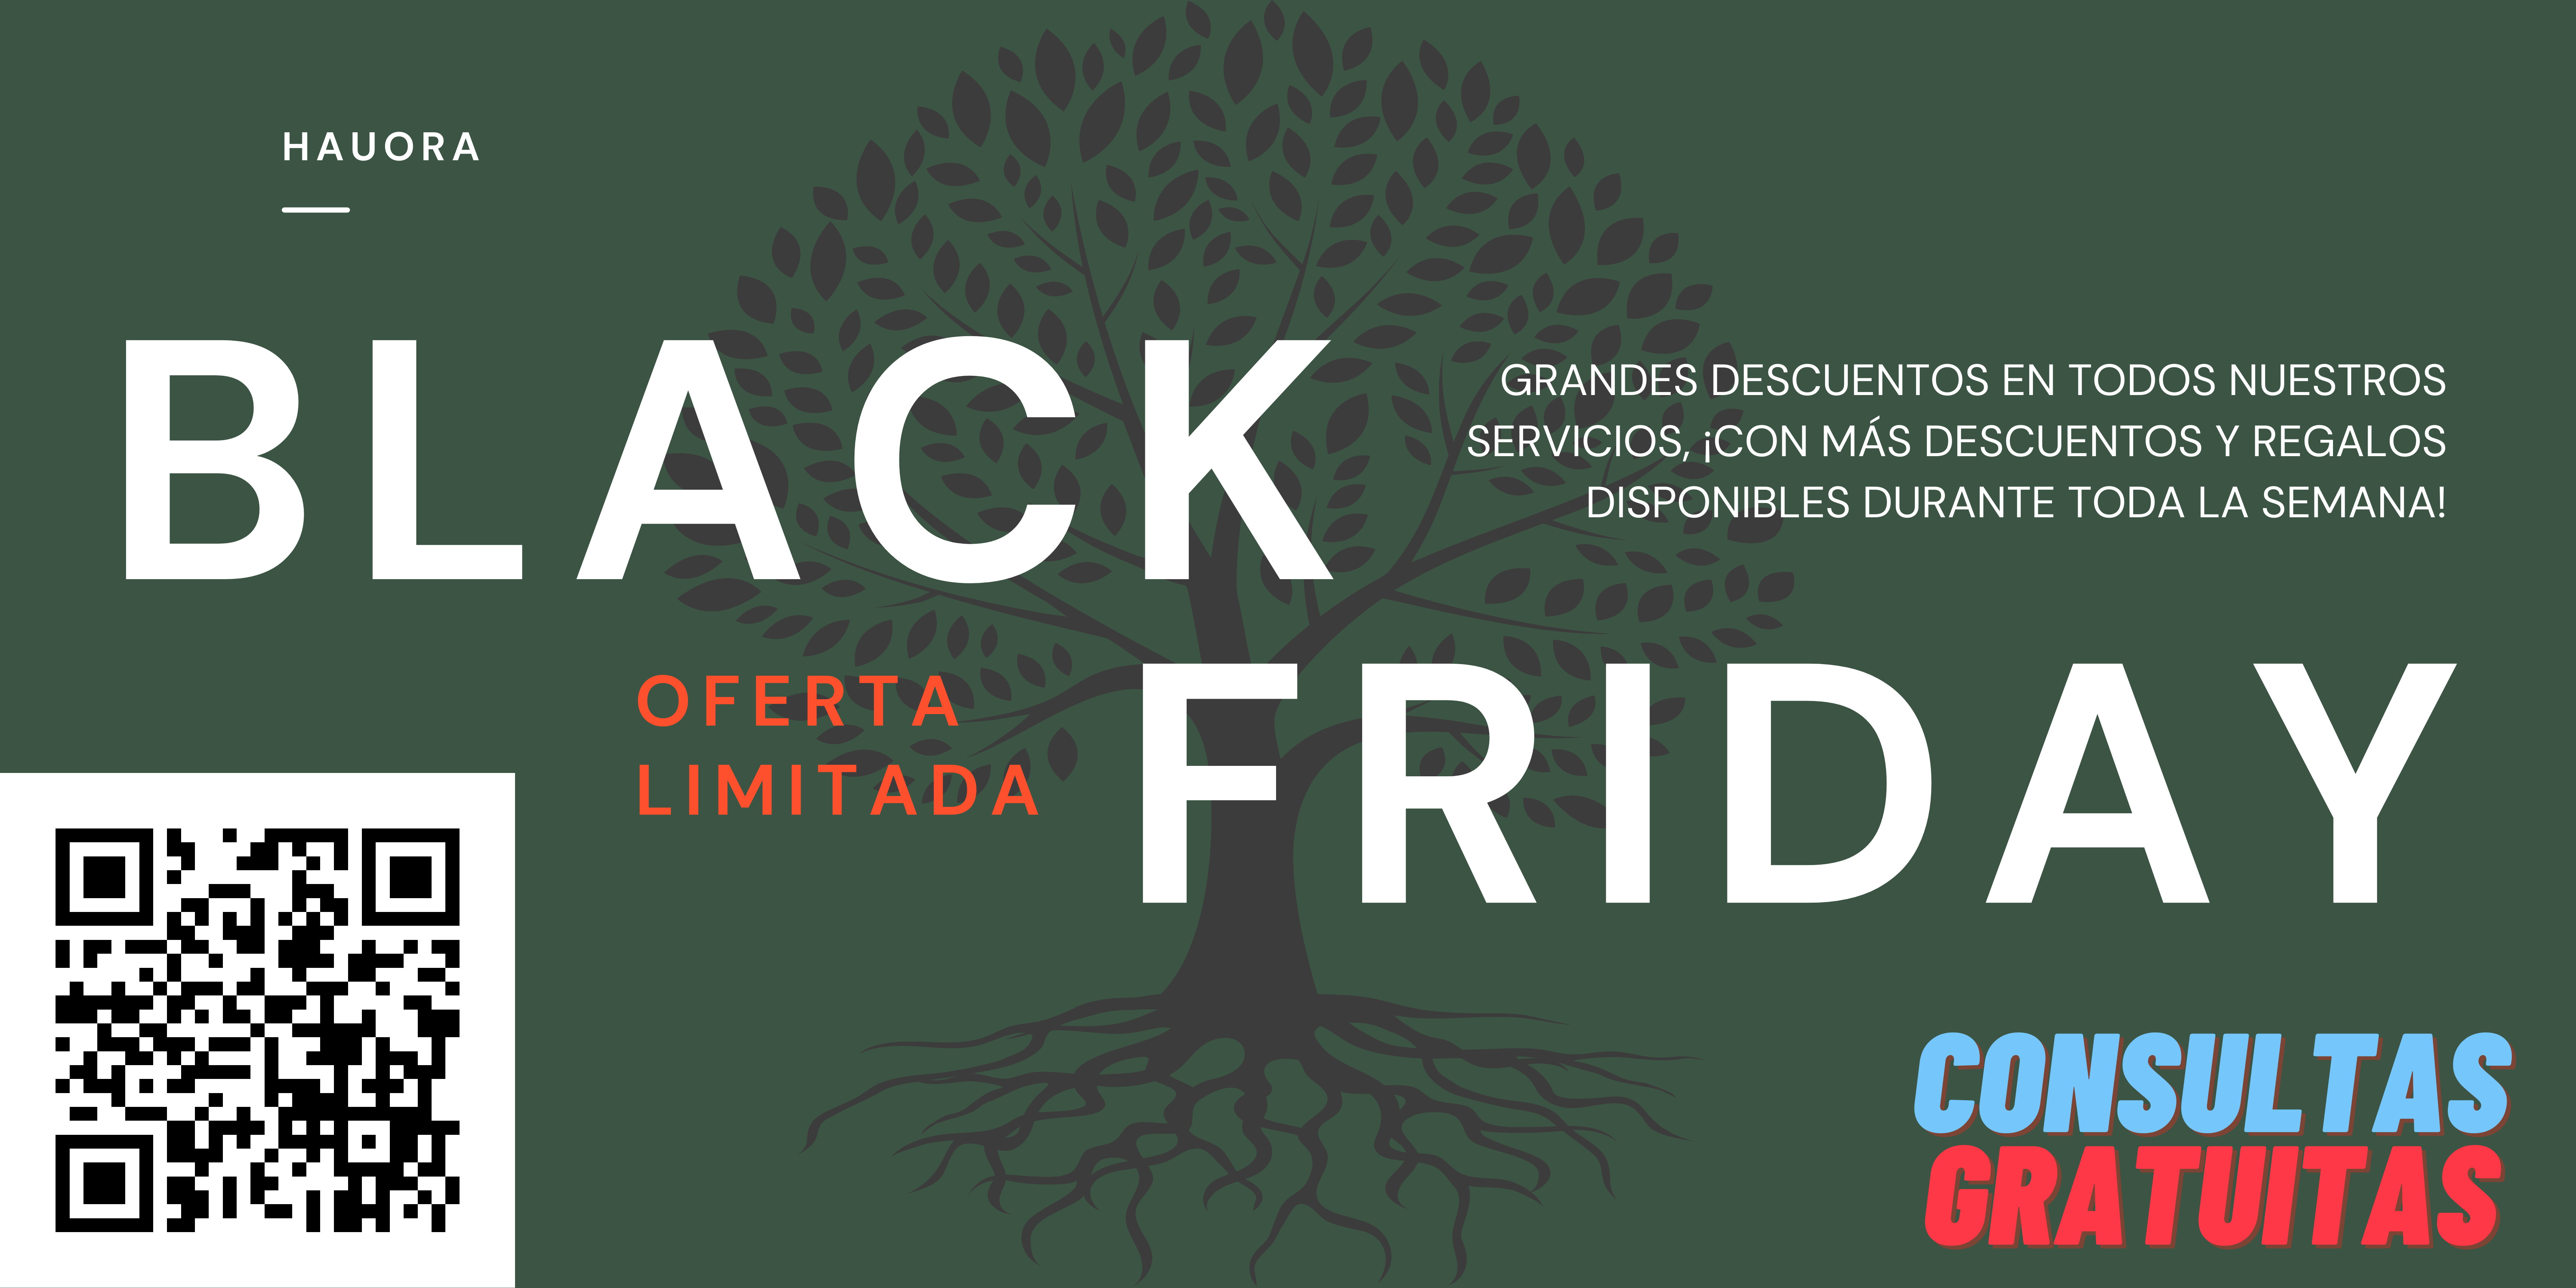 HAUORA
BLACK
GRANDES DESCUENTOS EN TODOS NUESTROS
SERVICIOS, ¡CON MÁS DESCUENTOS Y REGALOS
DISPONIBLES DURANTE TODA LA SEMANA!
OFERTA
LIMITADA
FRIDAY
CONSULTAS
GRATUITAS